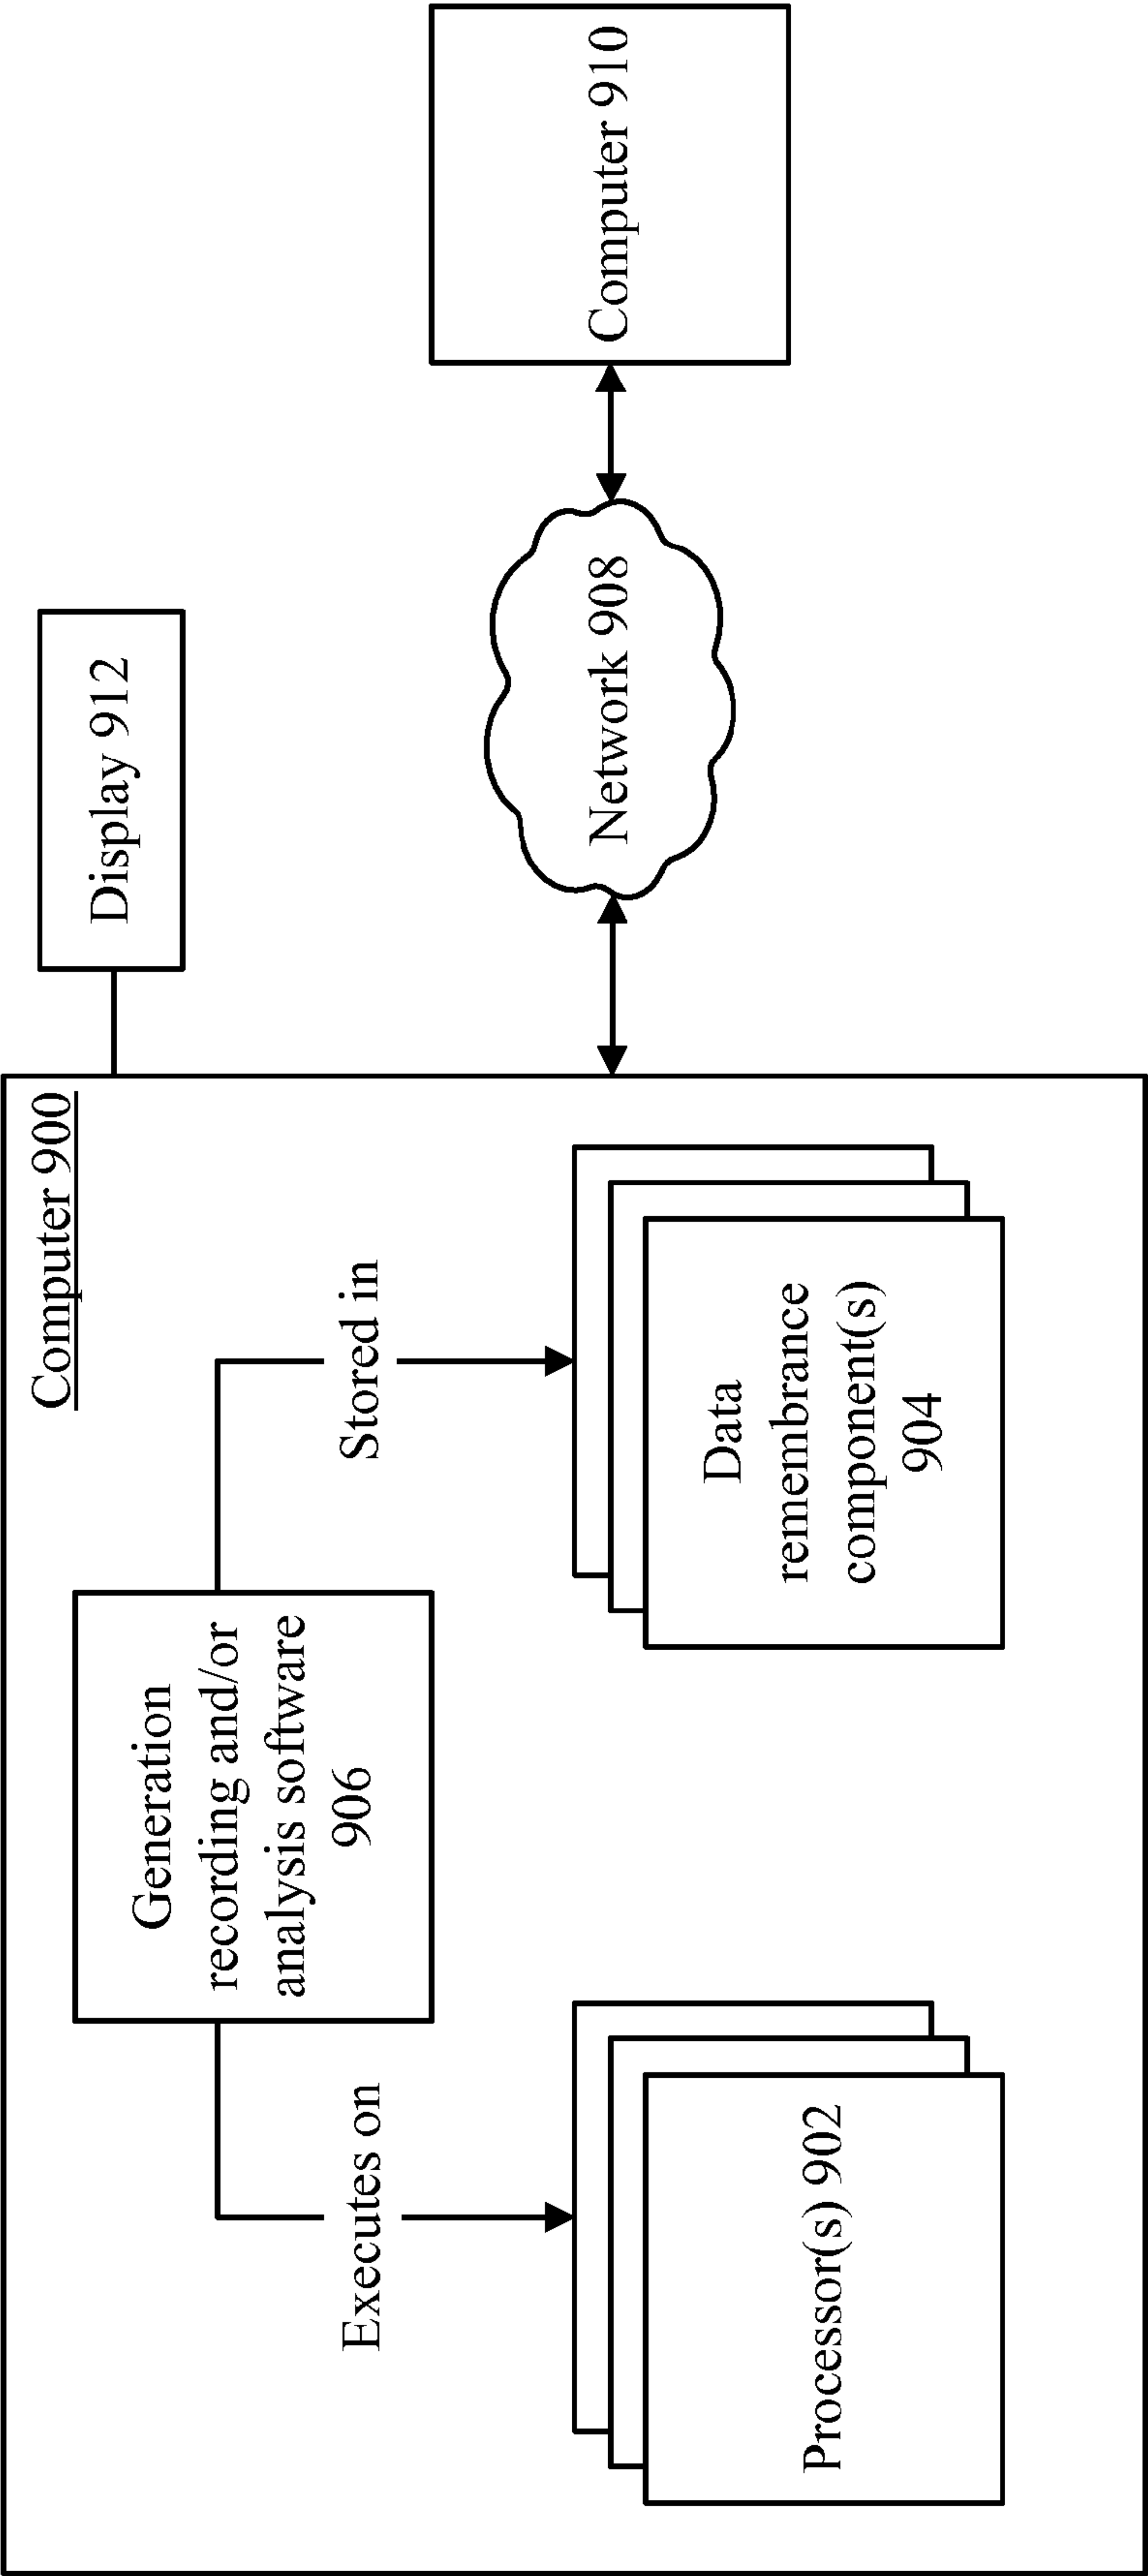 Computer 900
Generation
recording and/or
analysis software
906
Executes on
Stored in
Processor(s) 902
Data
remembrance
component(s)
904
Display 912
Network 908
Computer 910